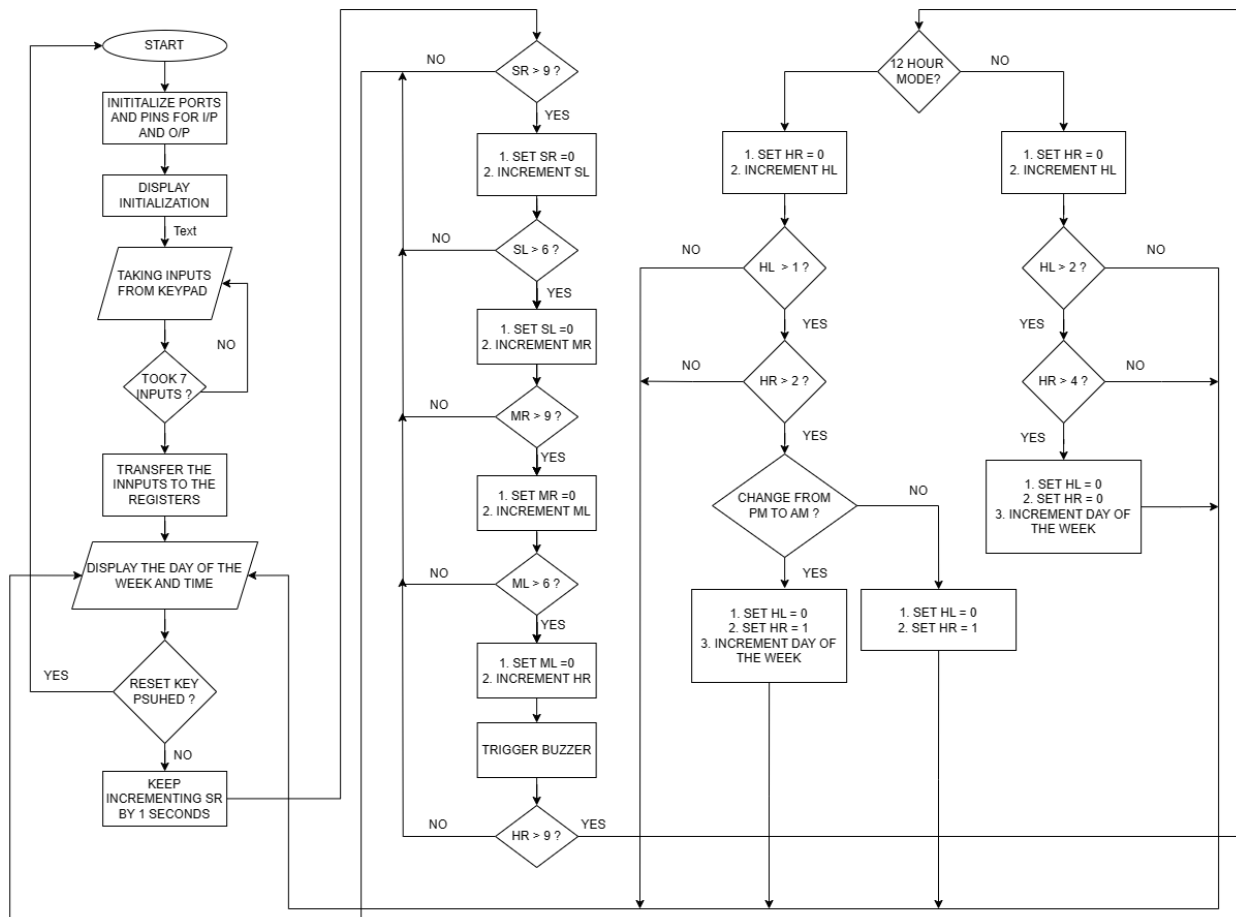 START
INITITALIZE PORTS
AND PINS FOR I/P
AND O/P
DISPLAY
INITIALIZATION
Text
TAKING INPUTS
FROM KEYPAD
NO
TOOK 7
INPUTS ?
TRANSFER THE
INNPUTS TO THE
REGISTERS
DISPLAY THE DAY OF THE
WEEK AND TIME
YES
RESET KEY
PSUHED ?
NO
KEEP
INCREMENTING SR
BY 1 SECONDS
NO
SR > 9 ?
YES
1. SET SR =0
2. INCREMENT SL
NO
SL > 6 ?
YES
1. SET SL =0
2. INCREMENT MR
NO
MR > 9 ?
YES
1. SET MR =0
2. INCREMENT ML
NO
ML > 6 ?
YES
1. SET ML =0
2. INCREMENT HR
TRIGGER BUZZER
NO
HR > 9 ?
YES
12 HOUR
MODE?
NO
YES
1. SET HR = 0
2. INCREMENT HL
NO
HL > 1 ?
YES
NO
HR > 2 ?
YES
CHANGE FROM
PM TO AM ?
NO
YES
1. SET HL = 0
2. SET HR = 1
3. INCREMENT DAY OF
THE WEEK
1. SET HL = 0
2. SET HR = 1
1. SET HR = 0
2. INCREMENT HL
NO
HL > 2 ?
YES
NO
HR > 4 ?
YES
1. SET HL = 0
2. SET HR = 0
3. INCREMENT DAY OF
THE WEEK